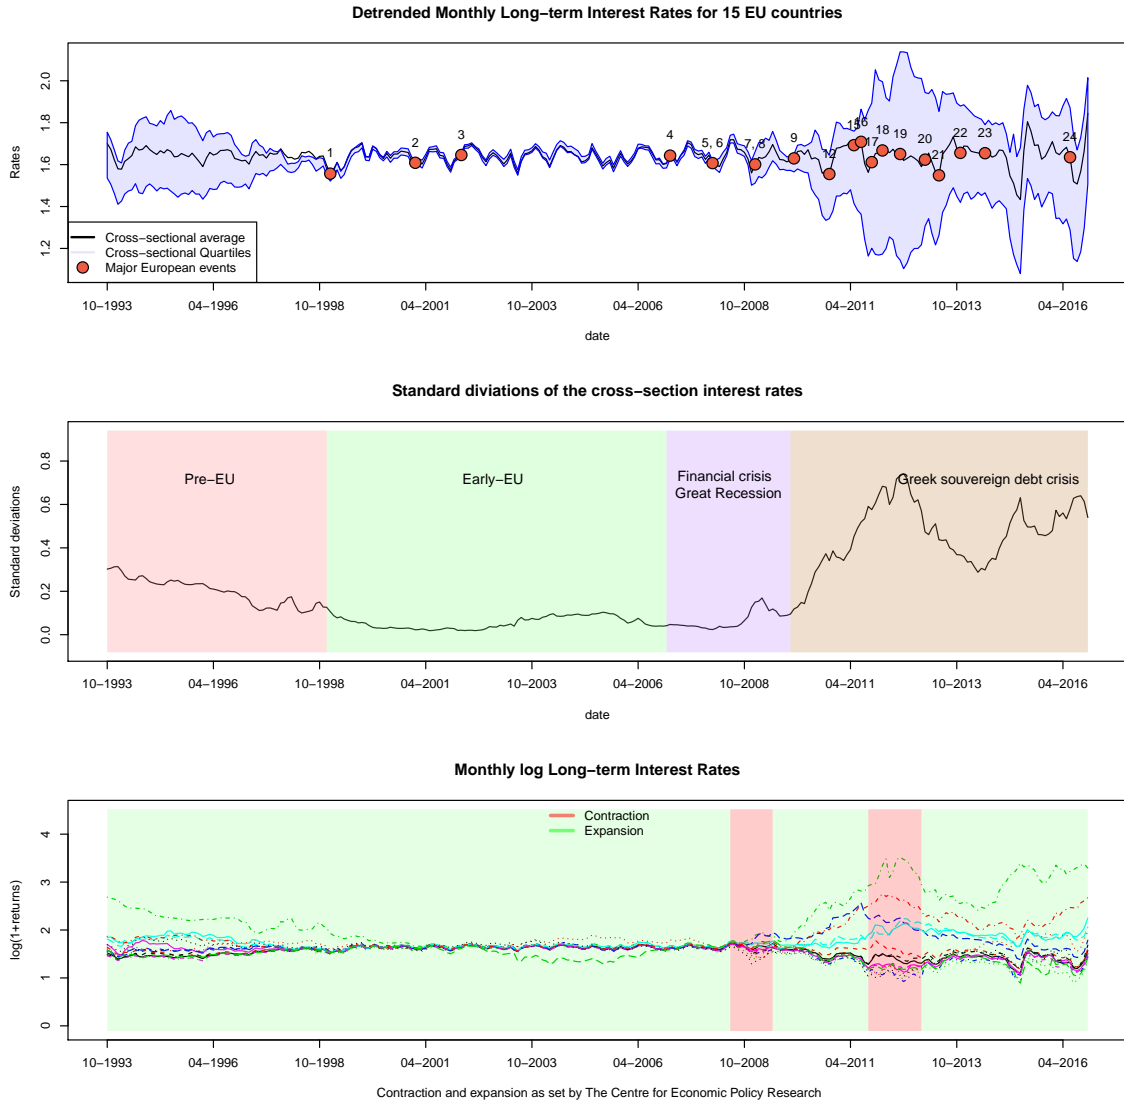 Detrended Monthly Long−term Interest Rates for 15 EU countries
Rates
2.0
1.8
1.6
1.4
1.2
1
2
3
4
5, 6
7, 8
9
12
15
16
17
18
19
20
21
22
23
24
Cross−sectional average
Cross−sectional Quartiles
Major European events
10−1993 04−1996 10−1998 04−2001 10−2003 04−2006 10−2008 04−2011 10−2013 04−2016
date
Standard diviations of the cross−section interest rates
Standard deviations
0.8
0.6
0.4
0.2
0.0
Pre−EU
Early−EU
Financial crisis
Great Recession
Greek souvereign debt crisis
10−1993 04−1996 10−1998 04−2001 10−2003 04−2006 10−2008 04−2011 10−2013 04−2016
date
Monthly log Long−term Interest Rates
log(1+returns)
4
3
2
1
0
Contraction
Expansion
10−1993 04−1996 10−1998 04−2001 10−2003 04−2006 10−2008 04−2011 10−2013 04−2016
Contraction and expansion as set by The Centre for Economic Policy Research